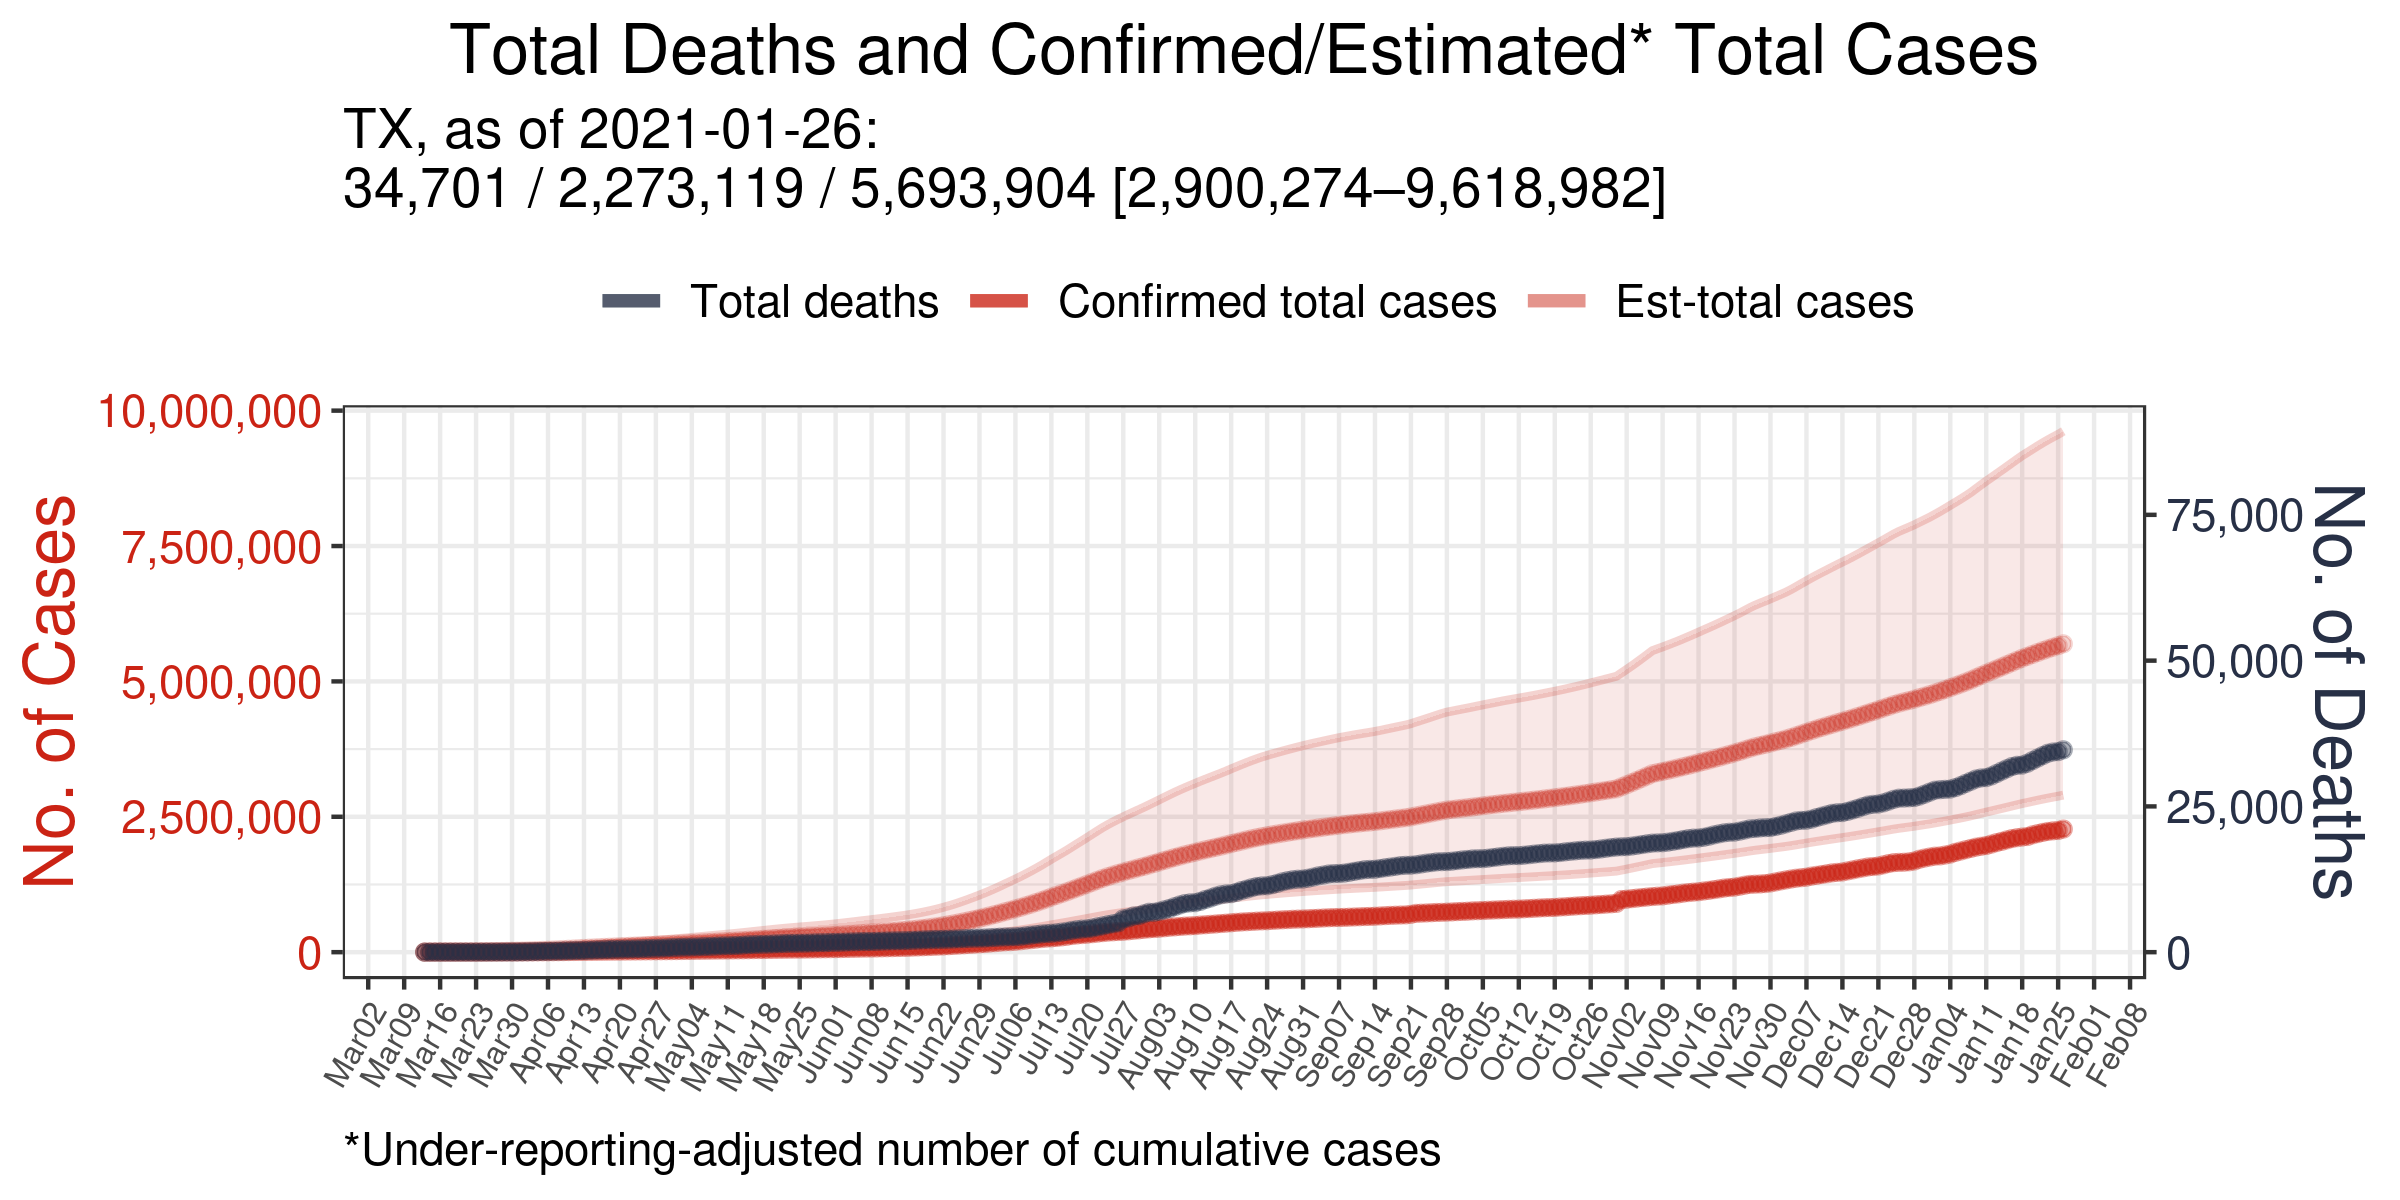 Total Deaths and Confirmed/Estimated* Total Cases
TX, as of 2021-01-26:
34,701 / 2,273,119 / 5,693,904 [2,900,274–9,618,982]
Total deaths
Confirmed total cases
Est-total cases
No. of Cases
10,000,000
7,500,000
5,000,000
2,500,000
0
75,000
50,000
25,000
0
No. of Deaths
Mar02
Mar09
Mar16
Mar23
Mar30
Apr06
Apr13
Apr20
Apr27
May04
May11
May18
May25
Jun01
Jun08
Jun15
Jun22
Jun29
Jul06
Jul13
Jul20
Jul27
Aug03
Aug10
Aug17
Aug24
Aug31
Sep07
Sep14
Sep21
Sep28
Oct05
Oct12
Oct19
Oct26
Nov02
Nov09
Nov16
Nov23
Nov30
Dec07
Dec14
Dec21
Dec28
Jan04
Jan11
Jan18
Jan25
Feb01
Feb08
*Under-reporting-adjusted number of cumulative cases